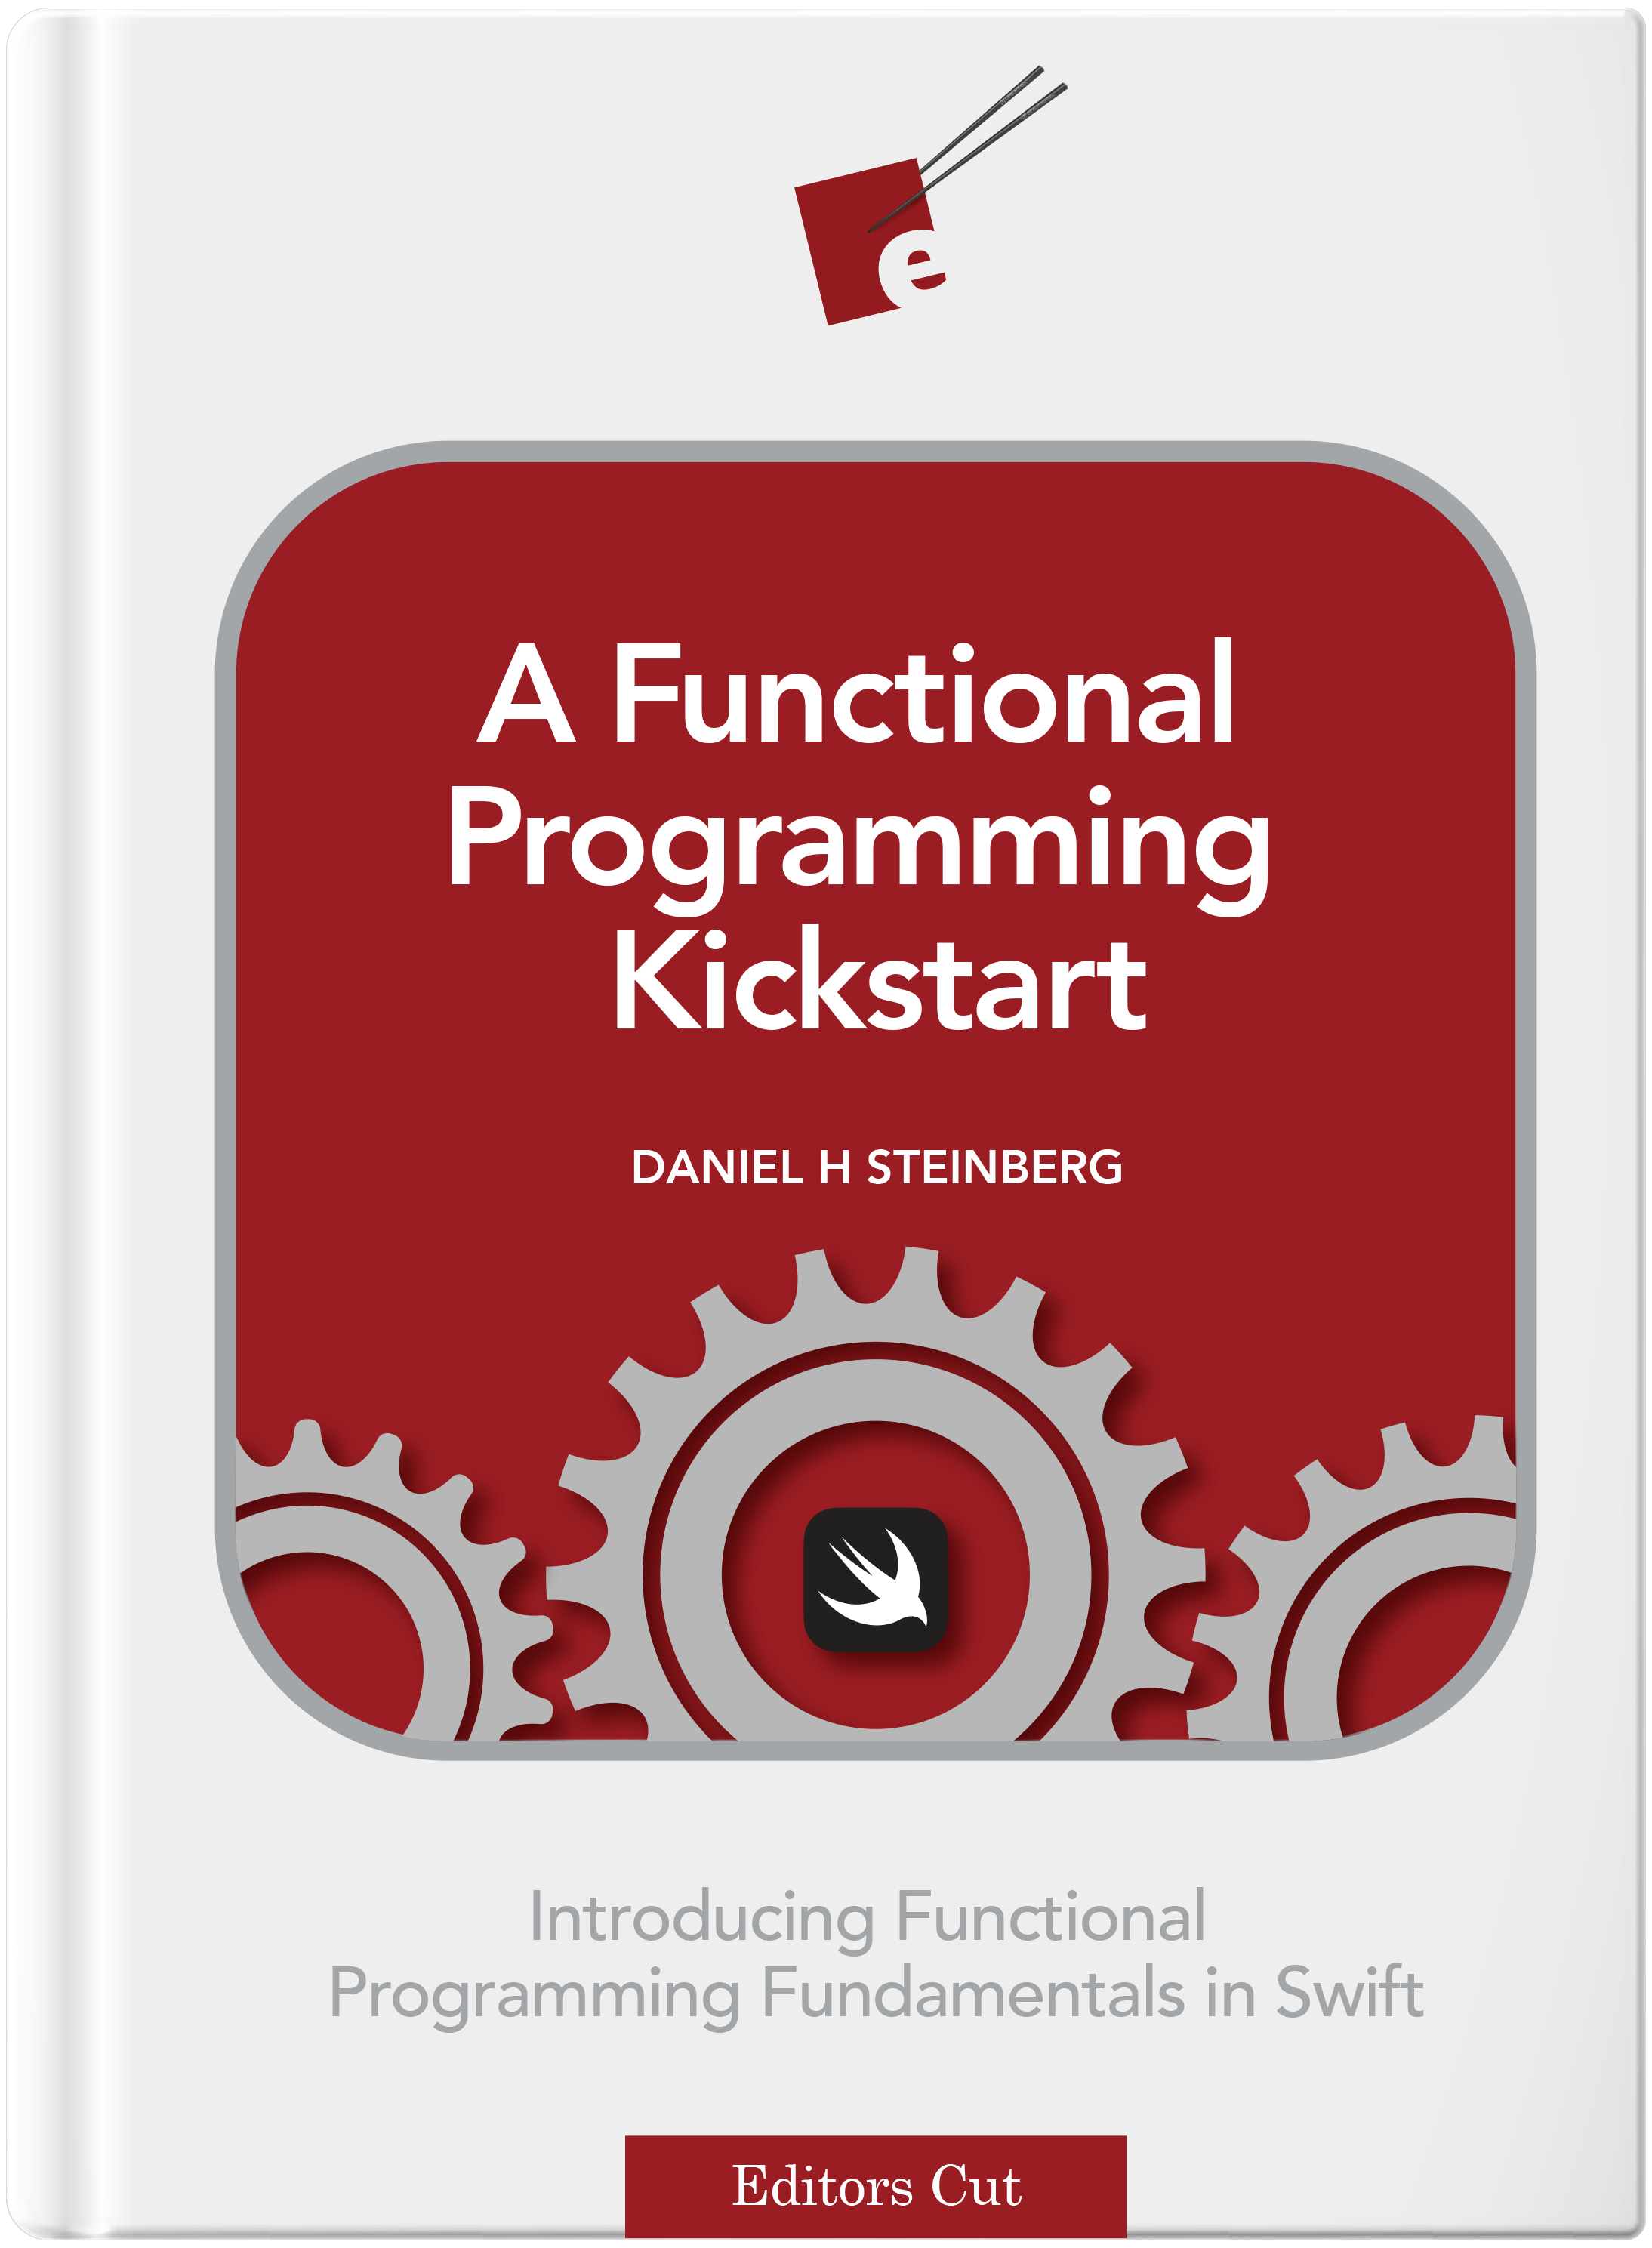 e
A Functional
Programming
Kickstart
DANIEL H STEINBERG
Introducing Functional
Programming Fundamentals in Swift
Editors Cut